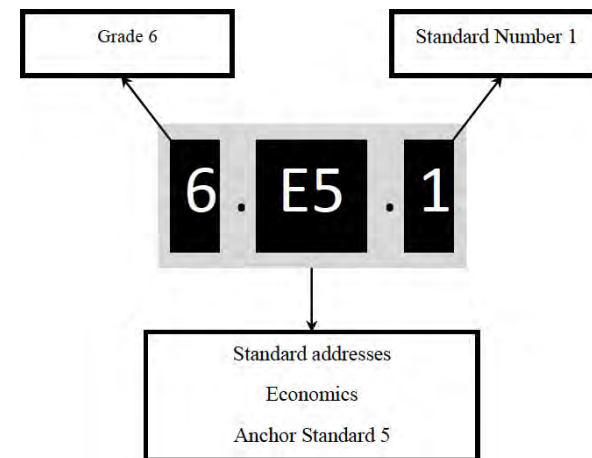 Grade 6
Standard Number 1
6 . E5 . 1
Standard addresses
Economics
Anchor Standard 5